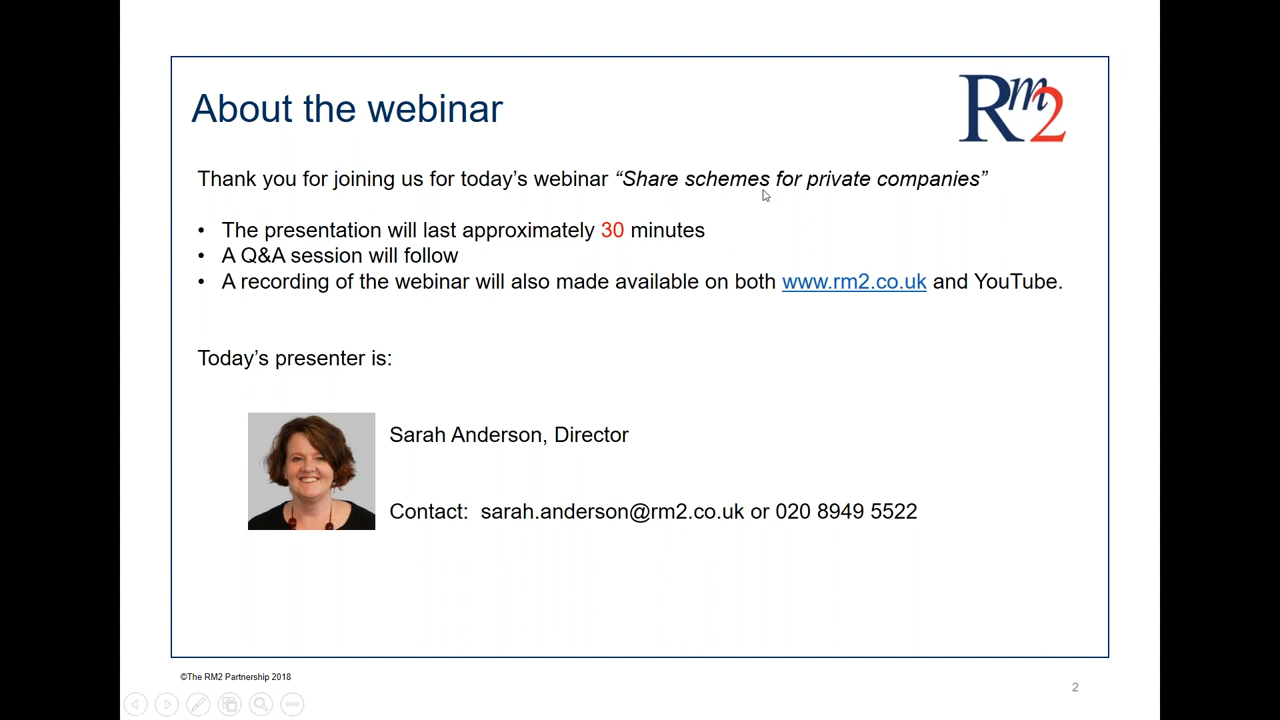 About the webinar
Rm2
Thank you for joining us for today’s webinar “Share schemes for private companies”
• The presentation will last approximately 30 minutes
• A Q&A session will follow
• A recording of the webinar will also made available on both www.rm2.co.uk and YouTube.
Today’s presenter is:
Sarah Anderson, Director
Contact:  sarah.anderson@rm2.co.uk or 020 8949 5522
©The RM2 Partnership 2018
2